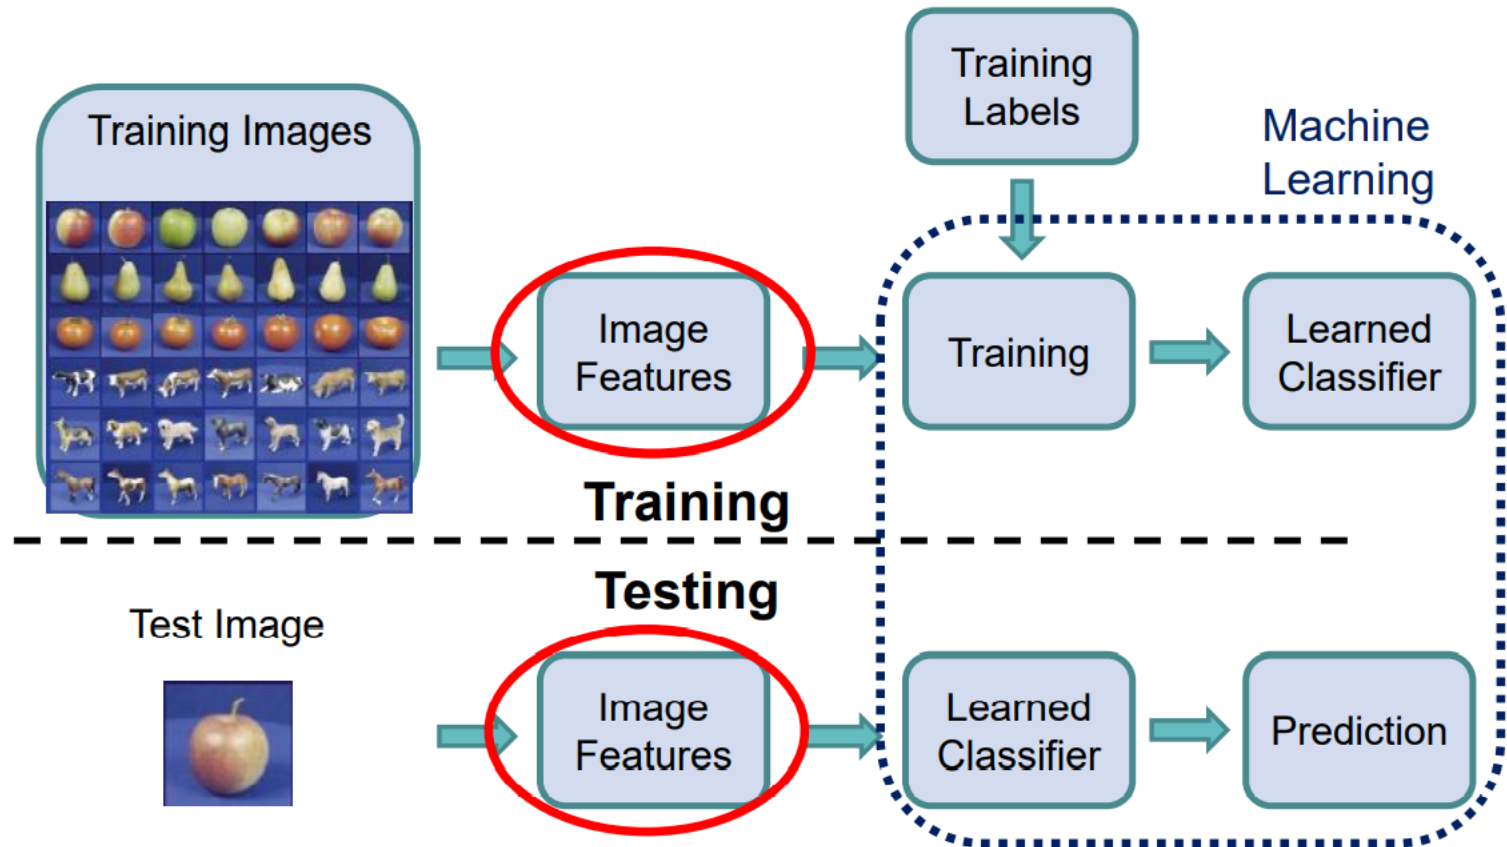 Training Images
Training
Labels
Machine
Learning
Image
Features
Training
Learned
Classifier
Training
Testing
Test Image
Image
Features
Learned
Classifier
Prediction